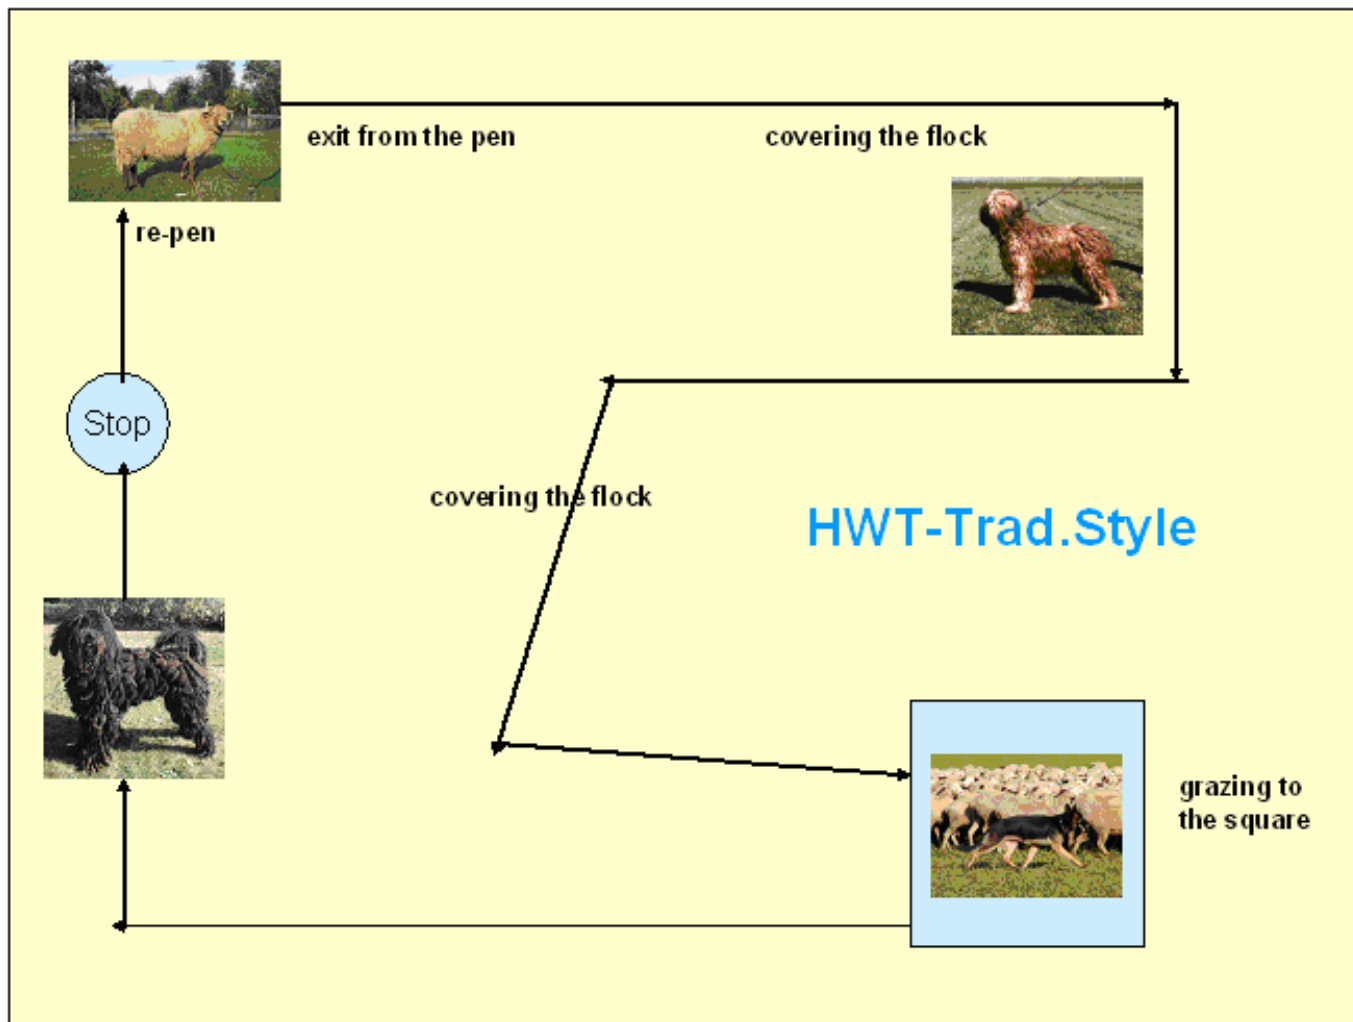 exit from the pen
covering the flock
re-pen
Stop
covering the flock
HWT-Trad.Style
grazing to
the square